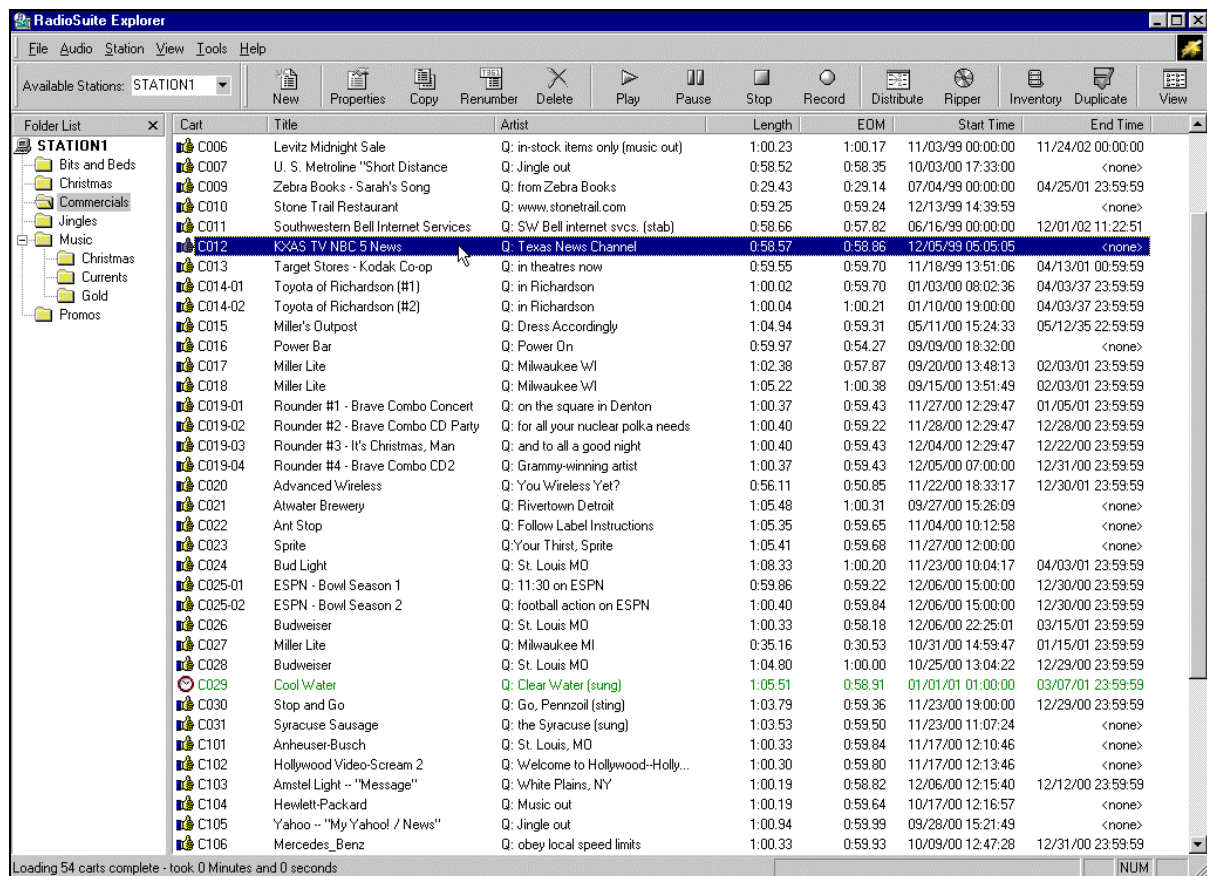 RadioSuite Explorer
File Audio Station View Tools Help
Available Stations: STATION1 New Properties Copy Renumber Delete Play Pause Stop Record Distribute Ripper Inventory Duplicate View
Folder List
STATION1
Bits and Beds
Christmas
Commercials
Jingles
Music
Christmas
Currents
Gold
Promos
Cart Title Artist Length EOM Start Time End Time
C006 Levitz Midnight Sale Q: in-stock items only (music out) 1:00.23 1:00.17 11/03/99 00:00:00 11/24/02 00:00:00
C007 U. S. Metroline "Short Distance Q: Jingle out 0:58.52 0:58.35 10/03/00 17:33:00 <none>
C009 Zebra Books - Sarah's Song Q: from Zebra Books 0:29.43 0:29.14 07/04/99 00:00:00 04/25/01 23:59:59
C010 Stone Trail Restaurant Q: www.stonetrail.com 0:59.25 0:59.24 12/13/99 14:39:59 <none>
C011 Southwestern Bell Internet Services Q: SW Bell internet svcs. (stab) 0:58.66 0:57.82 06/16/99 00:00:00 12/01/02 11:22:51
C012 KXAS TV NBC 5 News Q: Texas News Channel 0:58.57 0:58.86 12/05/99 05:05:05 <none>
C013 Target Stores - Kodak Co-op Q: in theatres now 0:59.55 0:59.70 11/18/99 13:51:06 04/13/01 00:59:59
C014-01 Toyota of Richardson (#1) Q: in Richardson 1:00.02 0:59.70 01/03/00 08:02:36 04/03/37 23:59:59
C014-02 Toyota of Richardson (#2) Q: in Richardson 1:00.04 1:00.21 01/10/00 19:00:00 04/03/37 23:59:59
C015 Miller's Outpost Q: Dress Accordingly 1:04.94 0:59.31 05/11/00 15:24:33 05/12/35 22:59:59
C016 Power Bar Q: Power On 0:59.97 0:54.27 09/09/00 18:32:00 <none>
C017 Miller Lite Q: Milwaukee WI 1:02.38 0:57.87 09/20/00 13:48:13 02/03/01 23:59:59
C018 Miller Lite Q: Milwaukee WI 1:05.22 1:00.38 09/15/00 13:51:49 02/03/01 23:59:59
C019-01 Rounder #1 - Brave Combo Concert Q: on the square in Denton 1:00.37 0:59.43 11/27/00 12:29:47 01/05/01 23:59:59
C019-02 Rounder #2 - Brave Combo CD Party Q: for all your nuclear polka needs 1:00.40 0:59.22 11/28/00 12:29:47 12/28/00 23:59:59
C019-03 Rounder #3 - It's Christmas, Man Q: and to all a good night 1:00.40 0:59.43 12/04/00 12:29:47 12/22/00 23:59:59
C019-04 Rounder #4 - Brave Combo CD2 Q: Grammy-winning artist 1:00.37 0:59.43 12/05/00 07:00:00 12/31/00 23:59:59
C020 Advanced Wireless Q: You Wireless Yet? 0:56.11 0:50.85 11/22/00 18:33:17 12/30/01 23:59:59
C021 Atwater Brewery Q: Rivertown Detroit 1:05.48 1:00.31 09/27/00 15:26:09 <none>
C022 Ant Stop Q: Follow Label Instructions 1:05.35 0:59.65 11/04/00 10:12:58 <none>
C023 Sprite Q:Your Thirst, Sprite 1:05.41 0:59.68 11/27/00 12:00:00 <none>
C024 Bud Light Q: St. Louis MO 1:08.33 1:00.20 11/23/00 10:04:17 04/03/01 23:59:59
C025-01 ESPN - Bowl Season 1 Q: 11:30 on ESPN 0:59.86 0:59.22 12/06/00 15:00:00 12/30/00 23:59:59
C025-02 ESPN - Bowl Season 2 Q: football action on ESPN 1:00.40 0:59.84 12/06/00 15:00:00 12/30/00 23:59:59
C026 Budweiser Q: St. Louis MO 1:00.33 0:58.18 12/06/00 22:25:01 03/15/01 23:59:59
C027 Miller Lite Q: Milwaukee MI 0:35.16 0:30.53 10/31/00 14:59:47 01/15/01 23:59:59
C028 Budweiser Q: St. Louis MO 1:04.80 1:00.00 10/25/00 13:04:22 12/29/00 23:59:59
C029 Cool Water Q: Clear Water (sung) 1:05.51 0:58.91 01/01/01 01:00:00 03/07/01 23:59:59
C030 Stop and Go Q: Go, Pennzoil (sting) 1:03.79 0:59.36 11/23/00 19:00:00 12/29/00 23:59:59
C031 Syracuse Sausage Q: the Syracuse (sung) 1:03.53 0:59.50 11/23/00 11:07:24 <none>
C101 Anheuser-Busch Q: St. Louis, MO 1:00.33 0:59.84 11/17/00 12:10:46 <none>
C102 Hollywood Video-Scream 2 Q: Welcome to Hollywood--Holly... 1:00.30 0:59.80 11/17/00 12:13:46 <none>
C103 Amstel Light -- "Message" Q: White Plains, NY 1:00.19 0:58.82 12/06/00 12:15:40 12/12/00 23:59:59
C104 Hewlett-Packard Q: Music out 1:00.19 0:59.64 10/17/00 12:16:57 <none>
C105 Yahoo -- "My Yahoo! / News" Q: Jingle out 1:00.94 0:59.99 09/28/00 15:21:49 <none>
C106 Mercedes_Benz Q: obey local speed limits 1:00.33 0:59.93 10/09/00 12:47:28 12/31/00 23:59:59
Loading 54 carts complete - took 0 Minutes and 0 seconds NUM